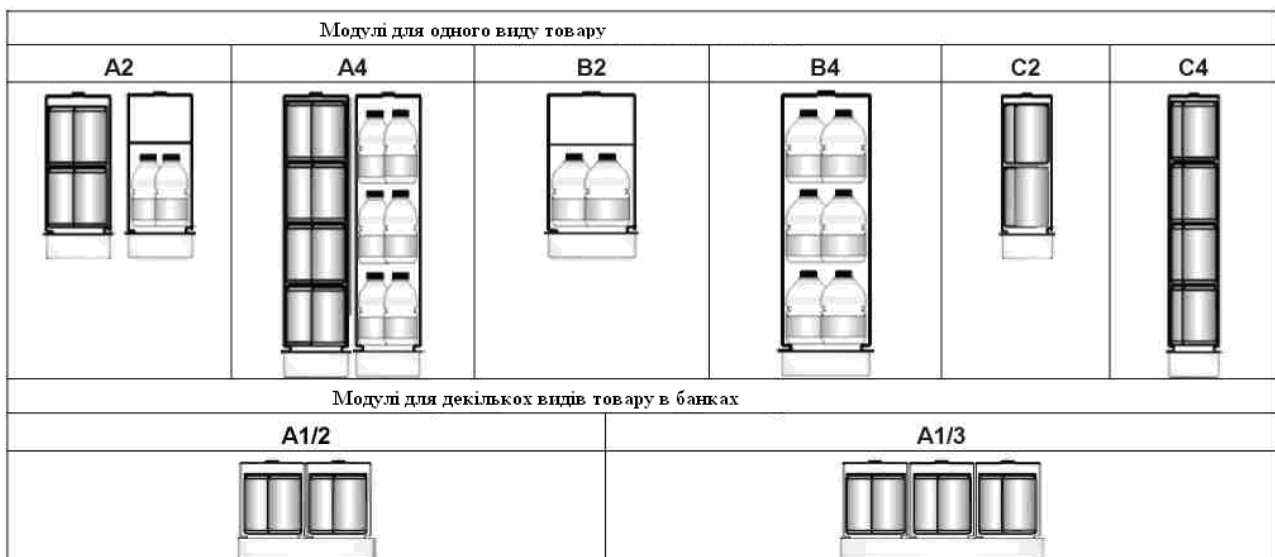 Модулі для одного виду товару
A2 A4 B2 B4 C2 C4
Модулі для декількох видів товару в банках
A1/2 A1/3